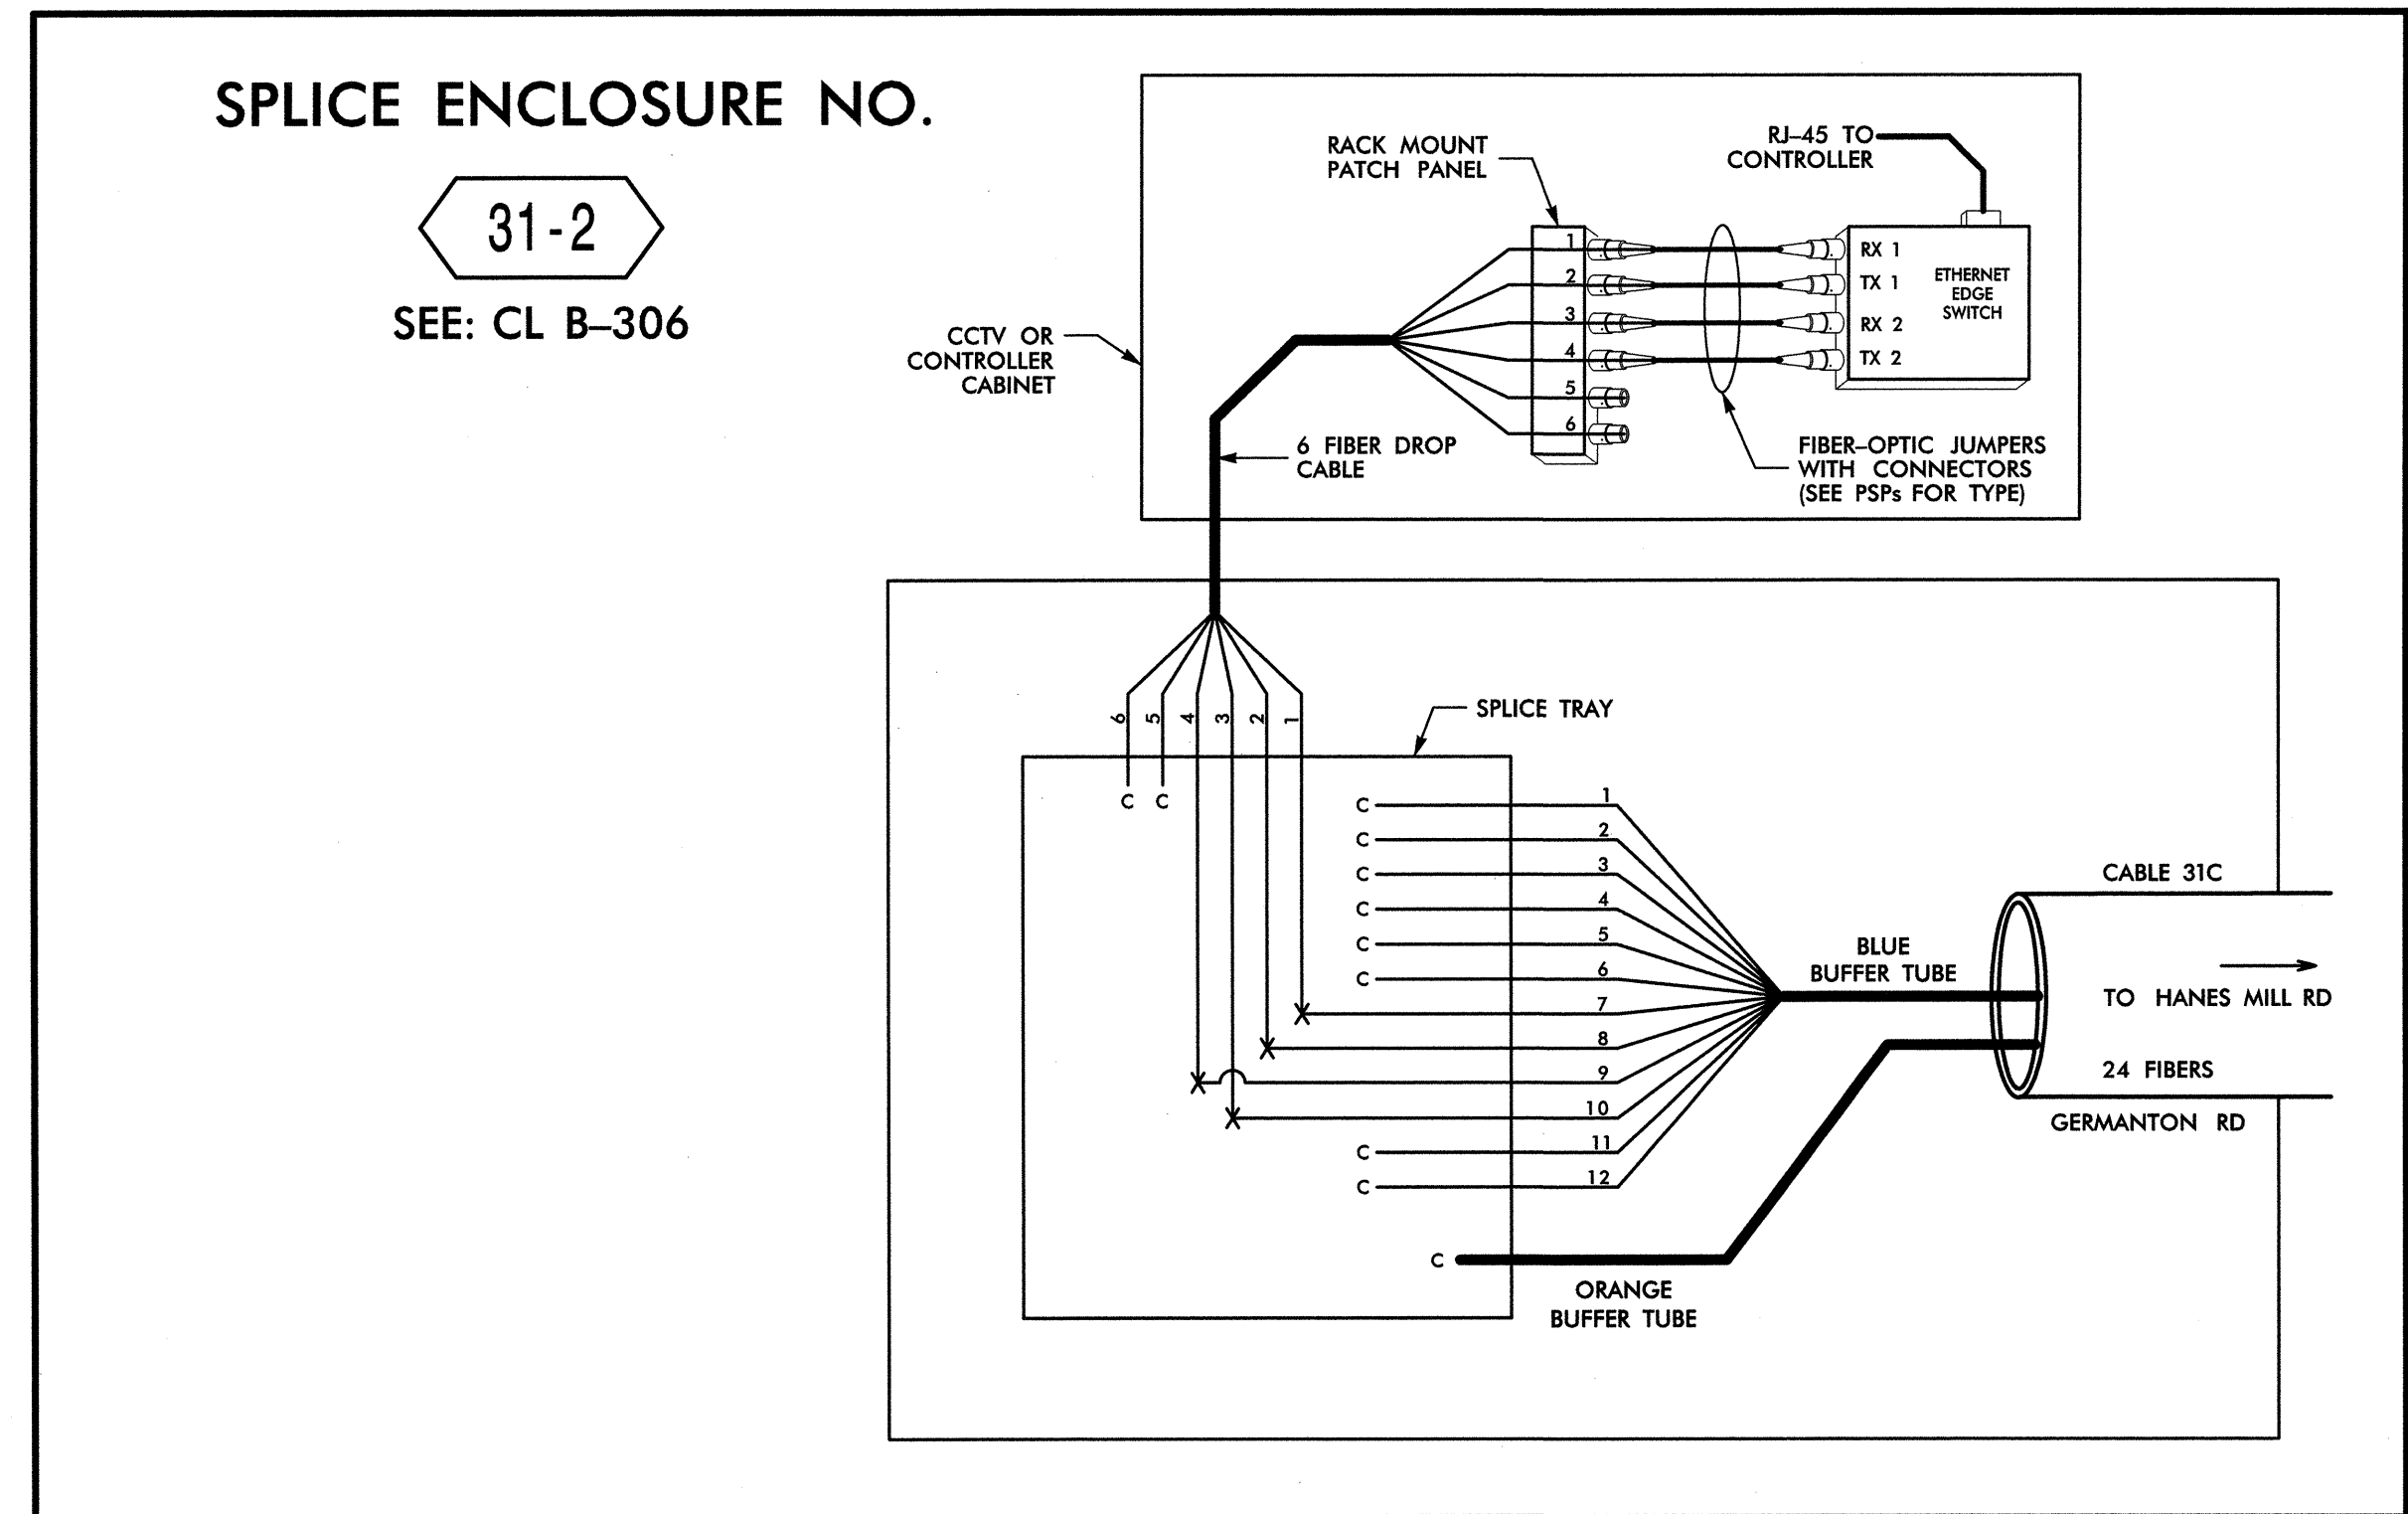 SPLICE ENCLOSURE NO.
31-2
SEE: CL B-306
RACK MOUNT
PATCH PANEL
RJ-45 TO
CONTROLLER
1
2
3
4
5
6
RX 1
TX 1
RX 2
TX 2
ETHERNET
EDGE
SWITCH
CCTV OR
CONTROLLER
CABINET
6 FIBER DROP
CABLE
FIBER-OPTIC JUMPERS
WITH CONNECTORS
(SEE PSPs FOR TYPE)
6 5 4 3 2 1
SPLICE TRAY
C C
C 1
C 2
C 3
C 4
C 5
C 6
7
8
9
10
C 11
C 12
C
BLUE
BUFFER TUBE
ORANGE
BUFFER TUBE
CABLE 31C
TO HANES MILL RD
24 FIBERS
GERMANTON RD